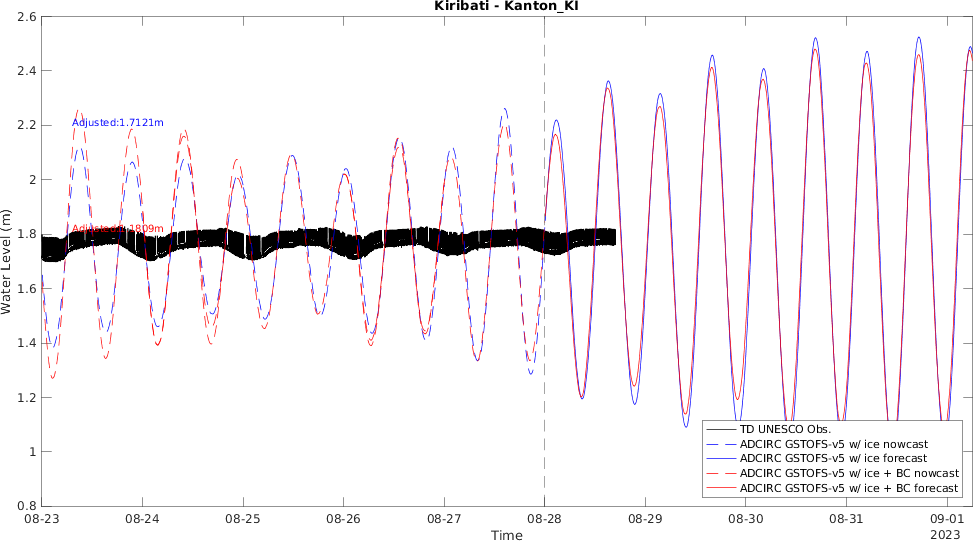 Kiribati - Kanton_KI
2.6
2.4
2.2
2
1.8
1.6
1.4
1.2
1
0.8
Water Level (m)
Adjusted:1.7121m
TD UNESCO Obs.
ADCIRC GSTOFS-v5 w/ ice nowcast
ADCIRC GSTOFS-v5 w/ ice forecast
ADCIRC GSTOFS-v5 w/ ice + BC nowcast
ADCIRC GSTOFS-v5 w/ ice + BC forecast
08-23
08-24
08-25
08-26
08-27
08-28
08-29
08-30
08-31
09-01
2023
Time